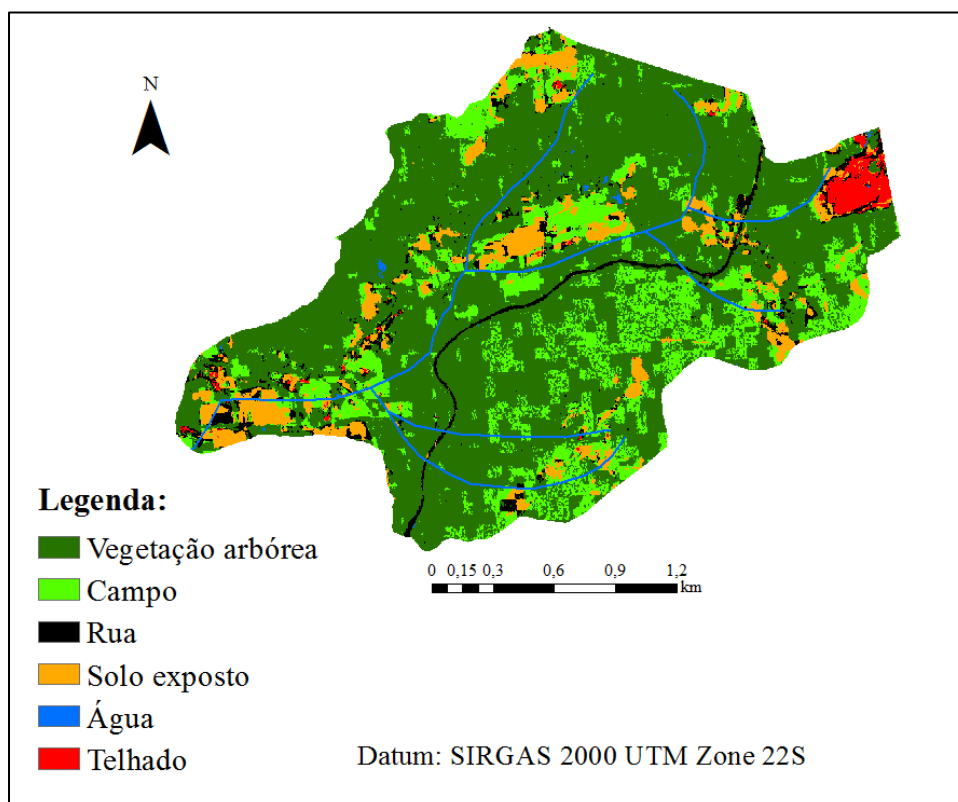 N
Legenda:
Vegetação arbórea
Campo
Rua
Solo exposto
Água
Telhado
0 0,15 0,3 0,6 0,9 1,2
km
Datum: SIRGAS 2000 UTM Zone 22S